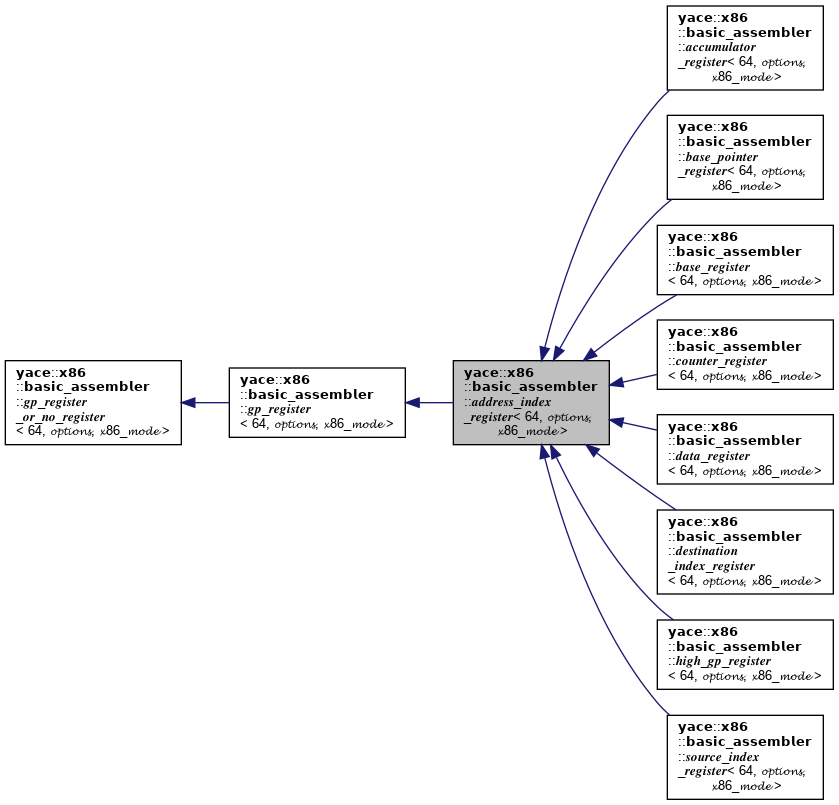 yace::x86
::basic_assembler
::gp_register
_or_no_register
< 64, options, x86_mode >
yace::x86
::basic_assembler
::gp_register
< 64, options, x86_mode >
yace::x86
::basic_assembler
::address_index
_register< 64, options,
x86_mode >
yace::x86
::basic_assembler
::accumulator
_register< 64, options,
x86_mode >
yace::x86
::basic_assembler
::base_pointer
_register< 64, options,
x86_mode >
yace::x86
::basic_assembler
::base_register
< 64, options, x86_mode >
yace::x86
::basic_assembler
::counter_register
< 64, options, x86_mode >
yace::x86
::basic_assembler
::data_register
< 64, options, x86_mode >
yace::x86
::basic_assembler
::destination
_index_register
< 64, options, x86_mode >
yace::x86
::basic_assembler
::high_gp_register
< 64, options, x86_mode >
yace::x86
::basic_assembler
::source_index
_register< 64, options,
x86_mode >